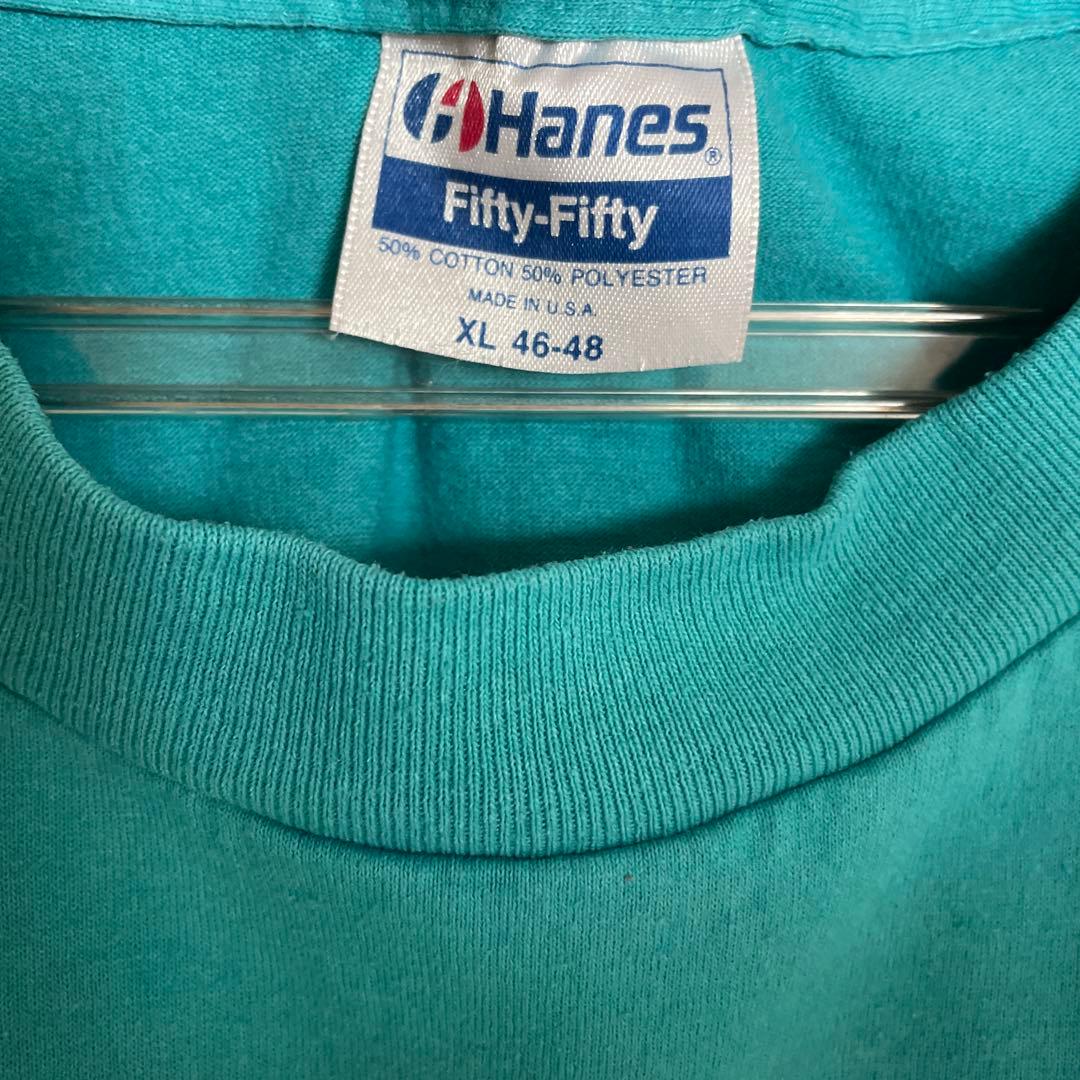 Hanes®
Fifty-Fifty
50% COTTON 50% POLYESTER
MADE IN U.S.A.
XL 46-48